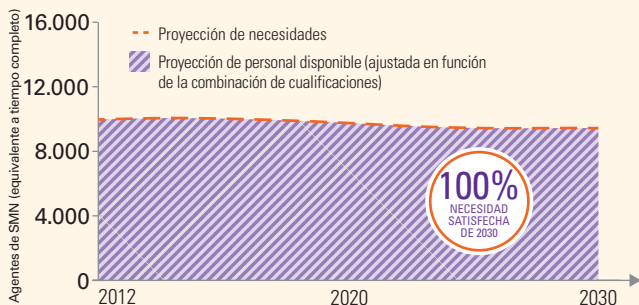 Agentes de SMN (equivalente a tiempo completo)
16.000
12.000
8.000
4.000
0
Proyección de necesidades
Proyección de personal disponible (ajustada en función
de la combinación de cualificaciones)
100%
NECESIDAD
SATISFECHA
DE 2030
2012
2020
2030